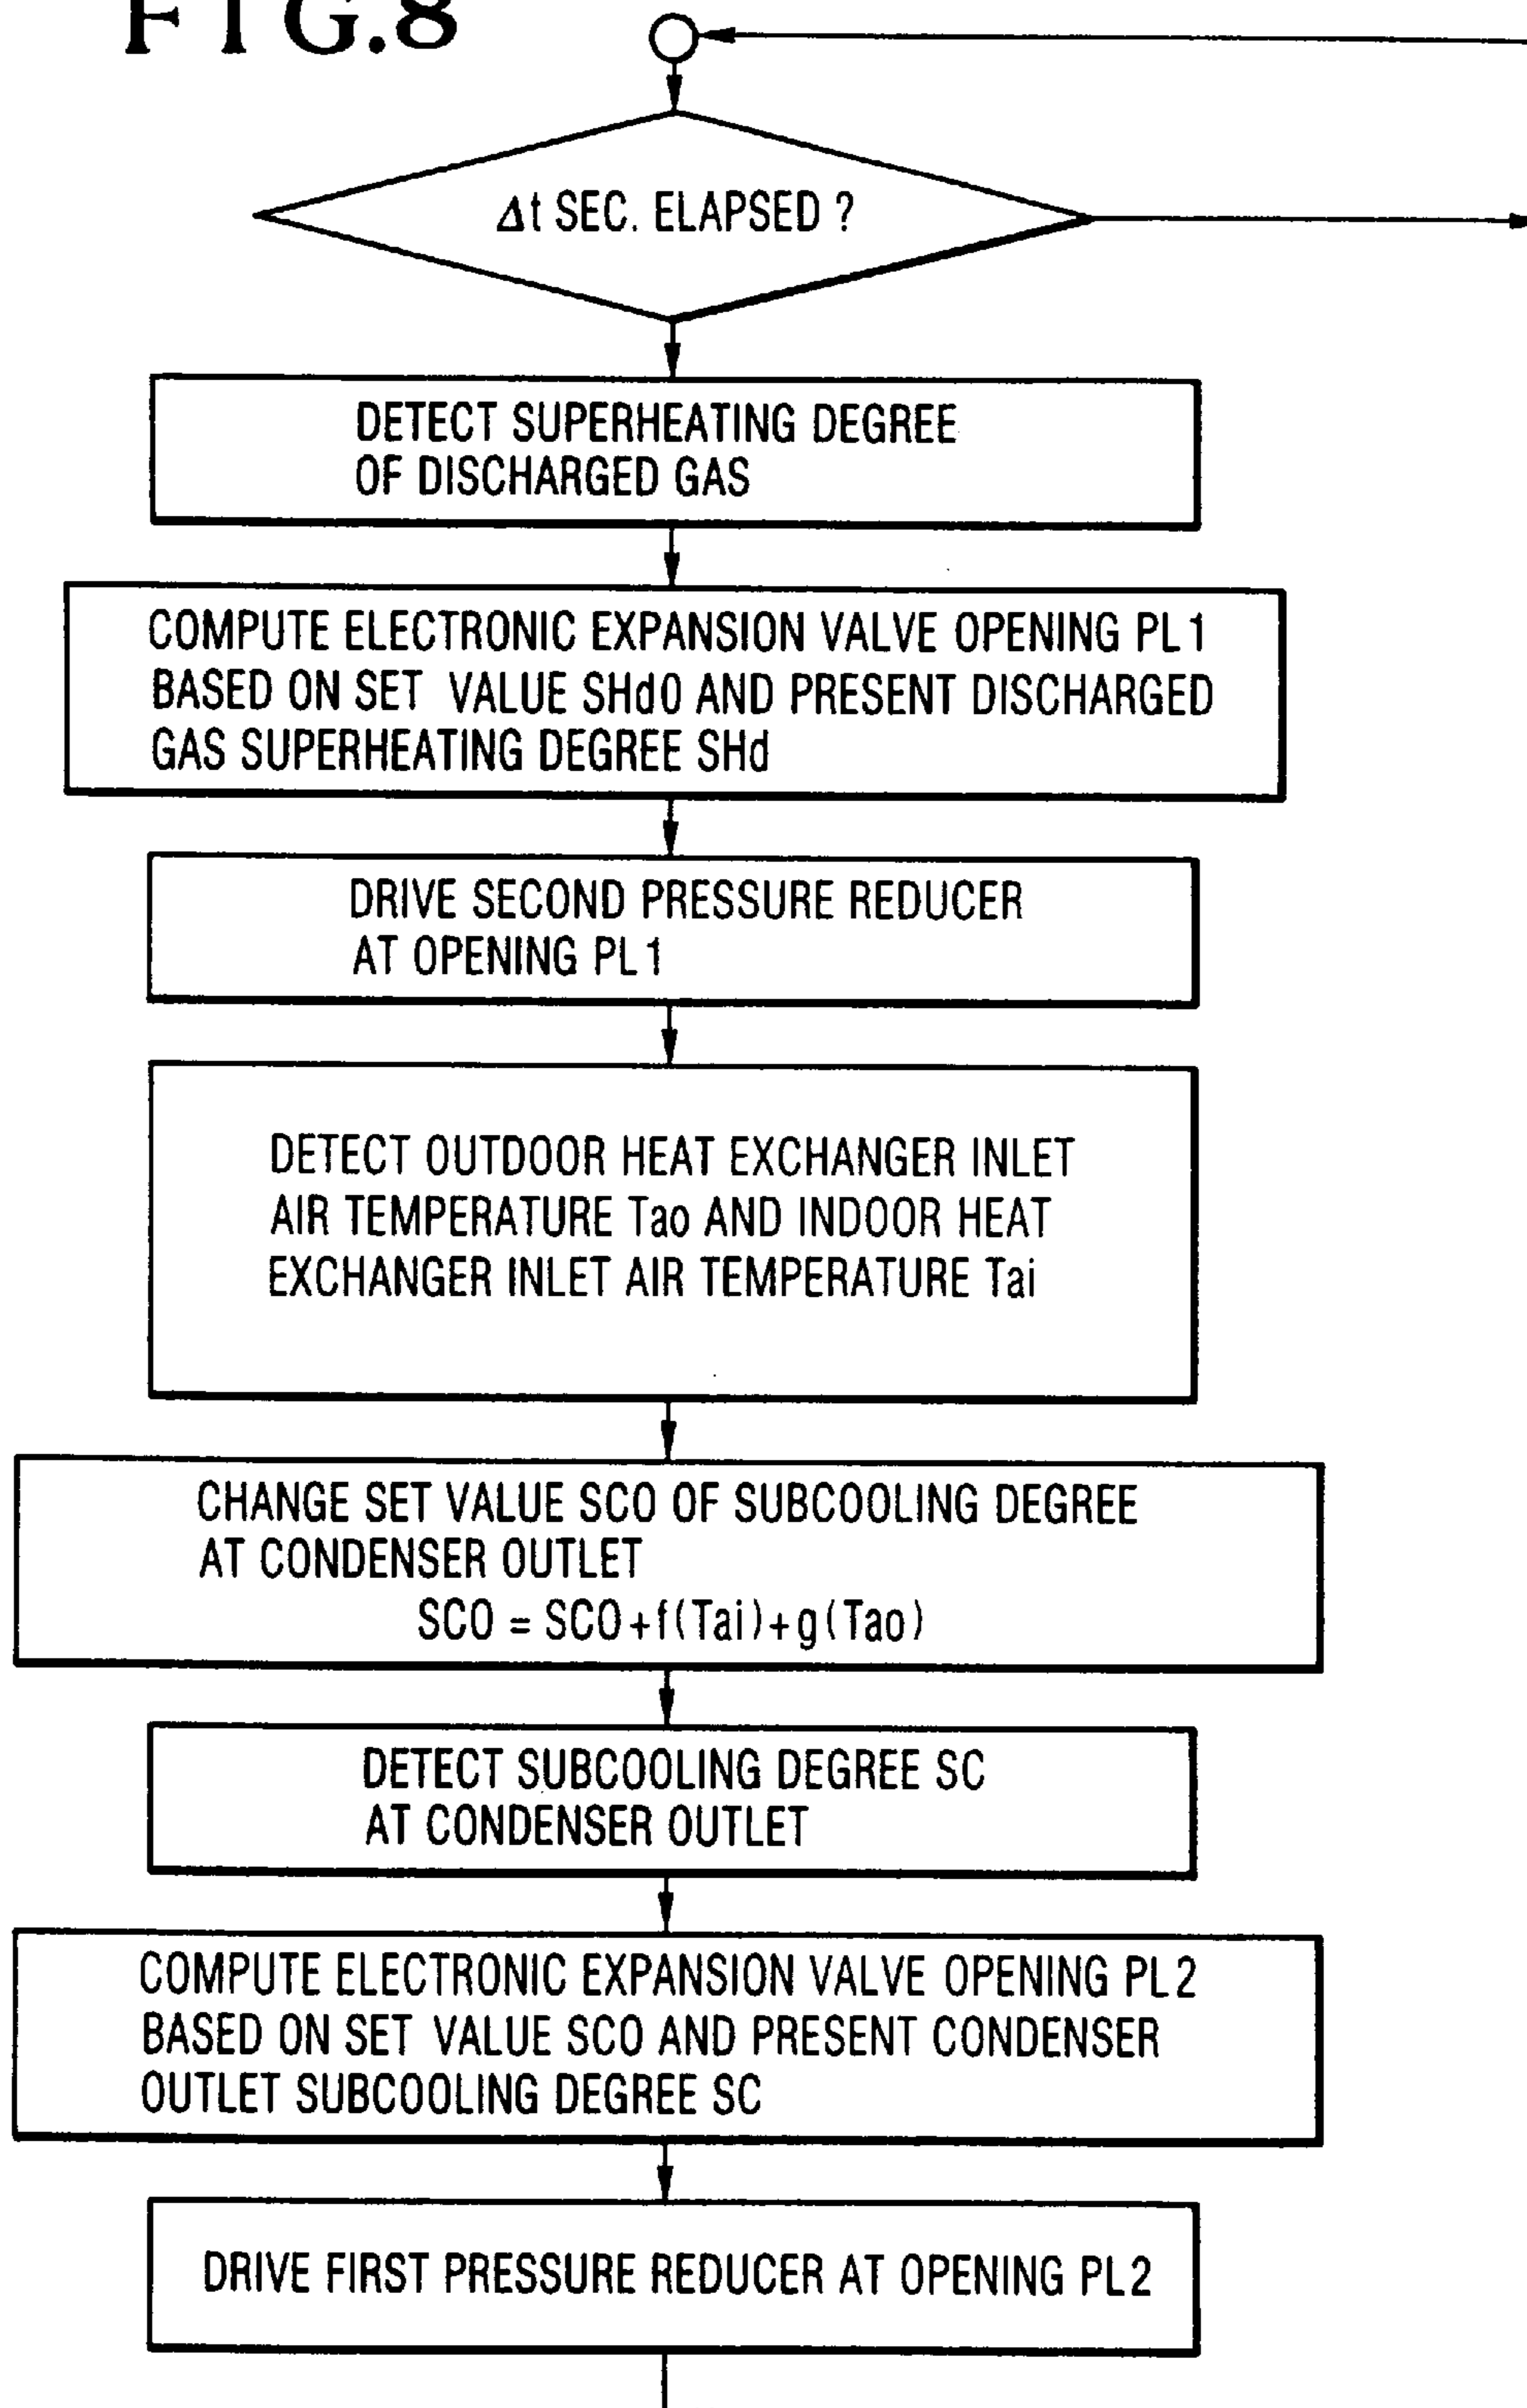 FIG.8
Δt SEC. ELAPSED ?
DETECT SUPERHEATING DEGREE
OF DISCHARGED GAS
COMPUTE ELECTRONIC EXPANSION VALVE OPENING PL1
BASED ON SET VALUE SHd0 AND PRESENT DISCHARGED
GAS SUPERHEATING DEGREE SHd
DRIVE SECOND PRESSURE REDUCER
AT OPENING PL1
DETECT OUTDOOR HEAT EXCHANGER INLET
AIR TEMPERATURE Tao AND INDOOR HEAT
EXCHANGER INLET AIR TEMPERATURE Tai
CHANGE SET VALUE SC0 OF SUBCOOLING DEGREE
AT CONDENSER OUTLET
SC0 = SC0+f(Tai)+g(Tao)
DETECT SUBCOOLING DEGREE SC
AT CONDENSER OUTLET
COMPUTE ELECTRONIC EXPANSION VALVE OPENING PL2
BASED ON SET VALUE SC0 AND PRESENT CONDENSER
OUTLET SUBCOOLING DEGREE SC
DRIVE FIRST PRESSURE REDUCER AT OPENING PL2